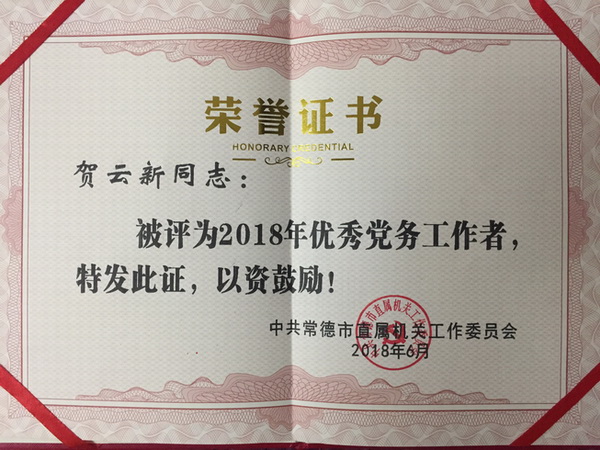 荣誉证书
HONORARY CREDENTIAL
贺云新同志：
被评为2018年优秀党务工作者，
特发此证，以资鼓励！
中共常德市直属机关工作委员会
2018年6月